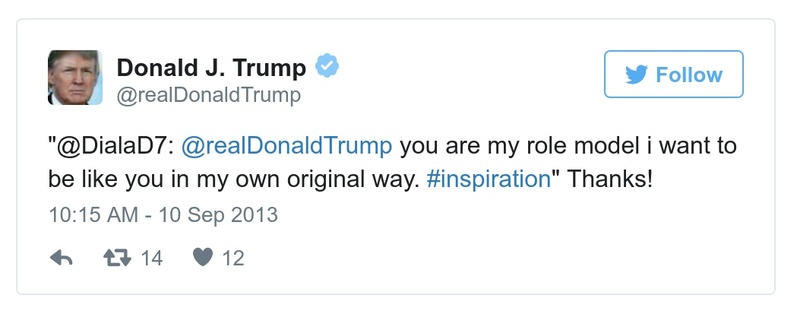 Donald J. Trump
@realDonaldTrump
Follow
"@DialaD7: @realDonaldTrump you are my role model i want to
be like you in my own original way. #inspiration" Thanks!
10:15 AM - 10 Sep 2013
14 12